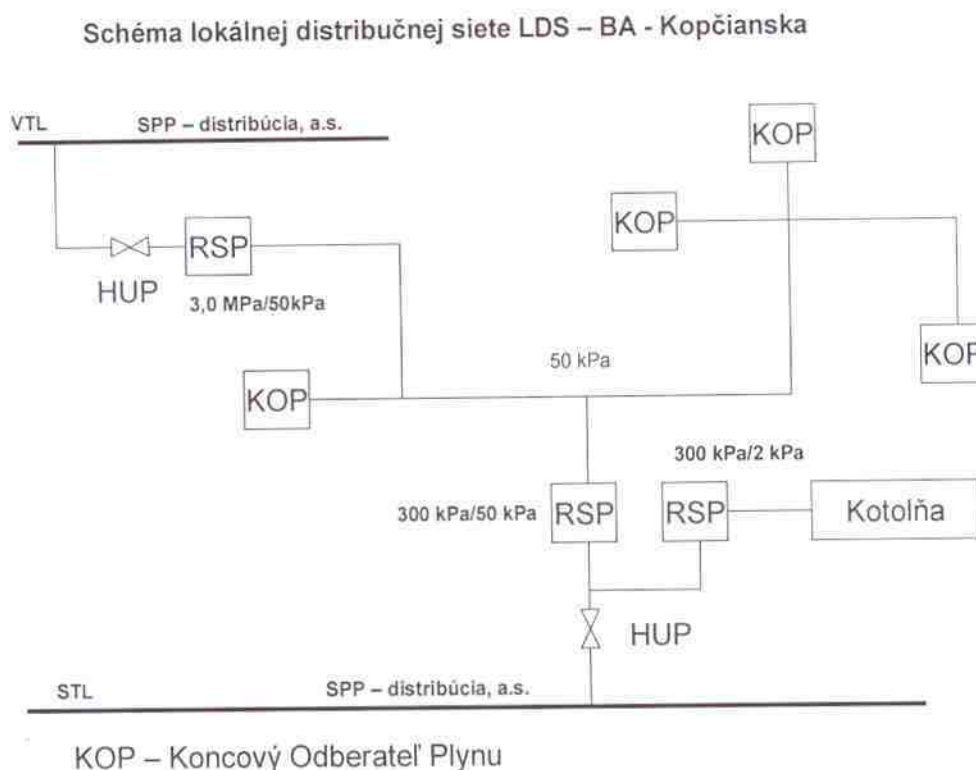 Schéma lokálnej distribučnej siete LDS – BA - Kopčianska
VTL SPP – distribúcia, a.s.
KOP
KOP
RSP
HUP
3,0 MPa/50kPa
50 kPa
KOP
KOP
300 kPa/2 kPa
300 kPa/50 kPa RSP RSP Kotolňa
HUP
STL SPP – distribúcia, a.s.
KOP – Koncový Odberateľ Plynu